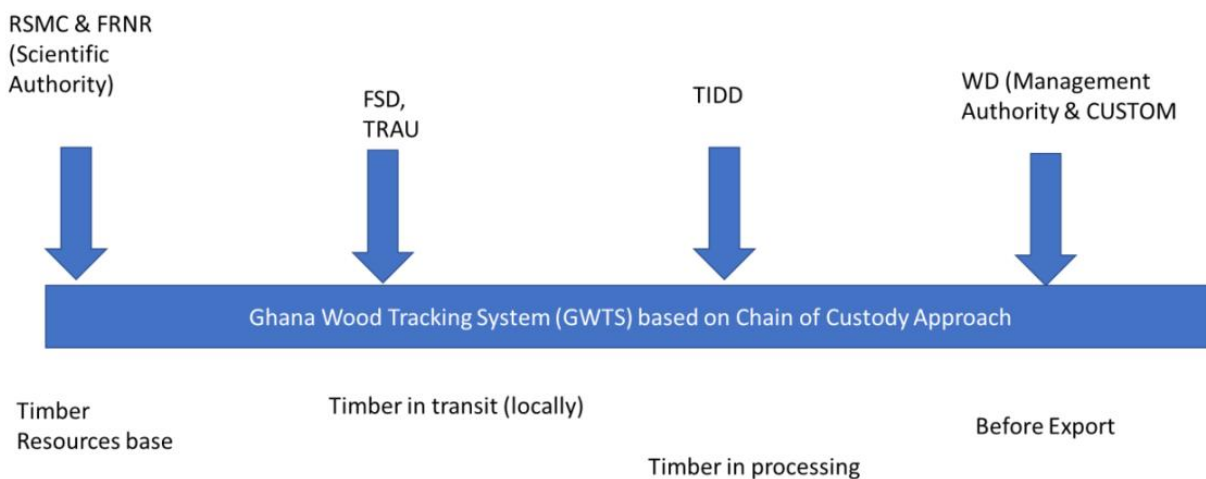 RSMC & FRNR
(Scientific
Authority)
FSD,
TRAU
TIDD
WD (Management
Authority & CUSTOM
Ghana Wood Tracking System (GWTS) based on Chain of Custody Approach
Timber
Resources base
Timber in transit (locally)
Timber in processing
Before Export